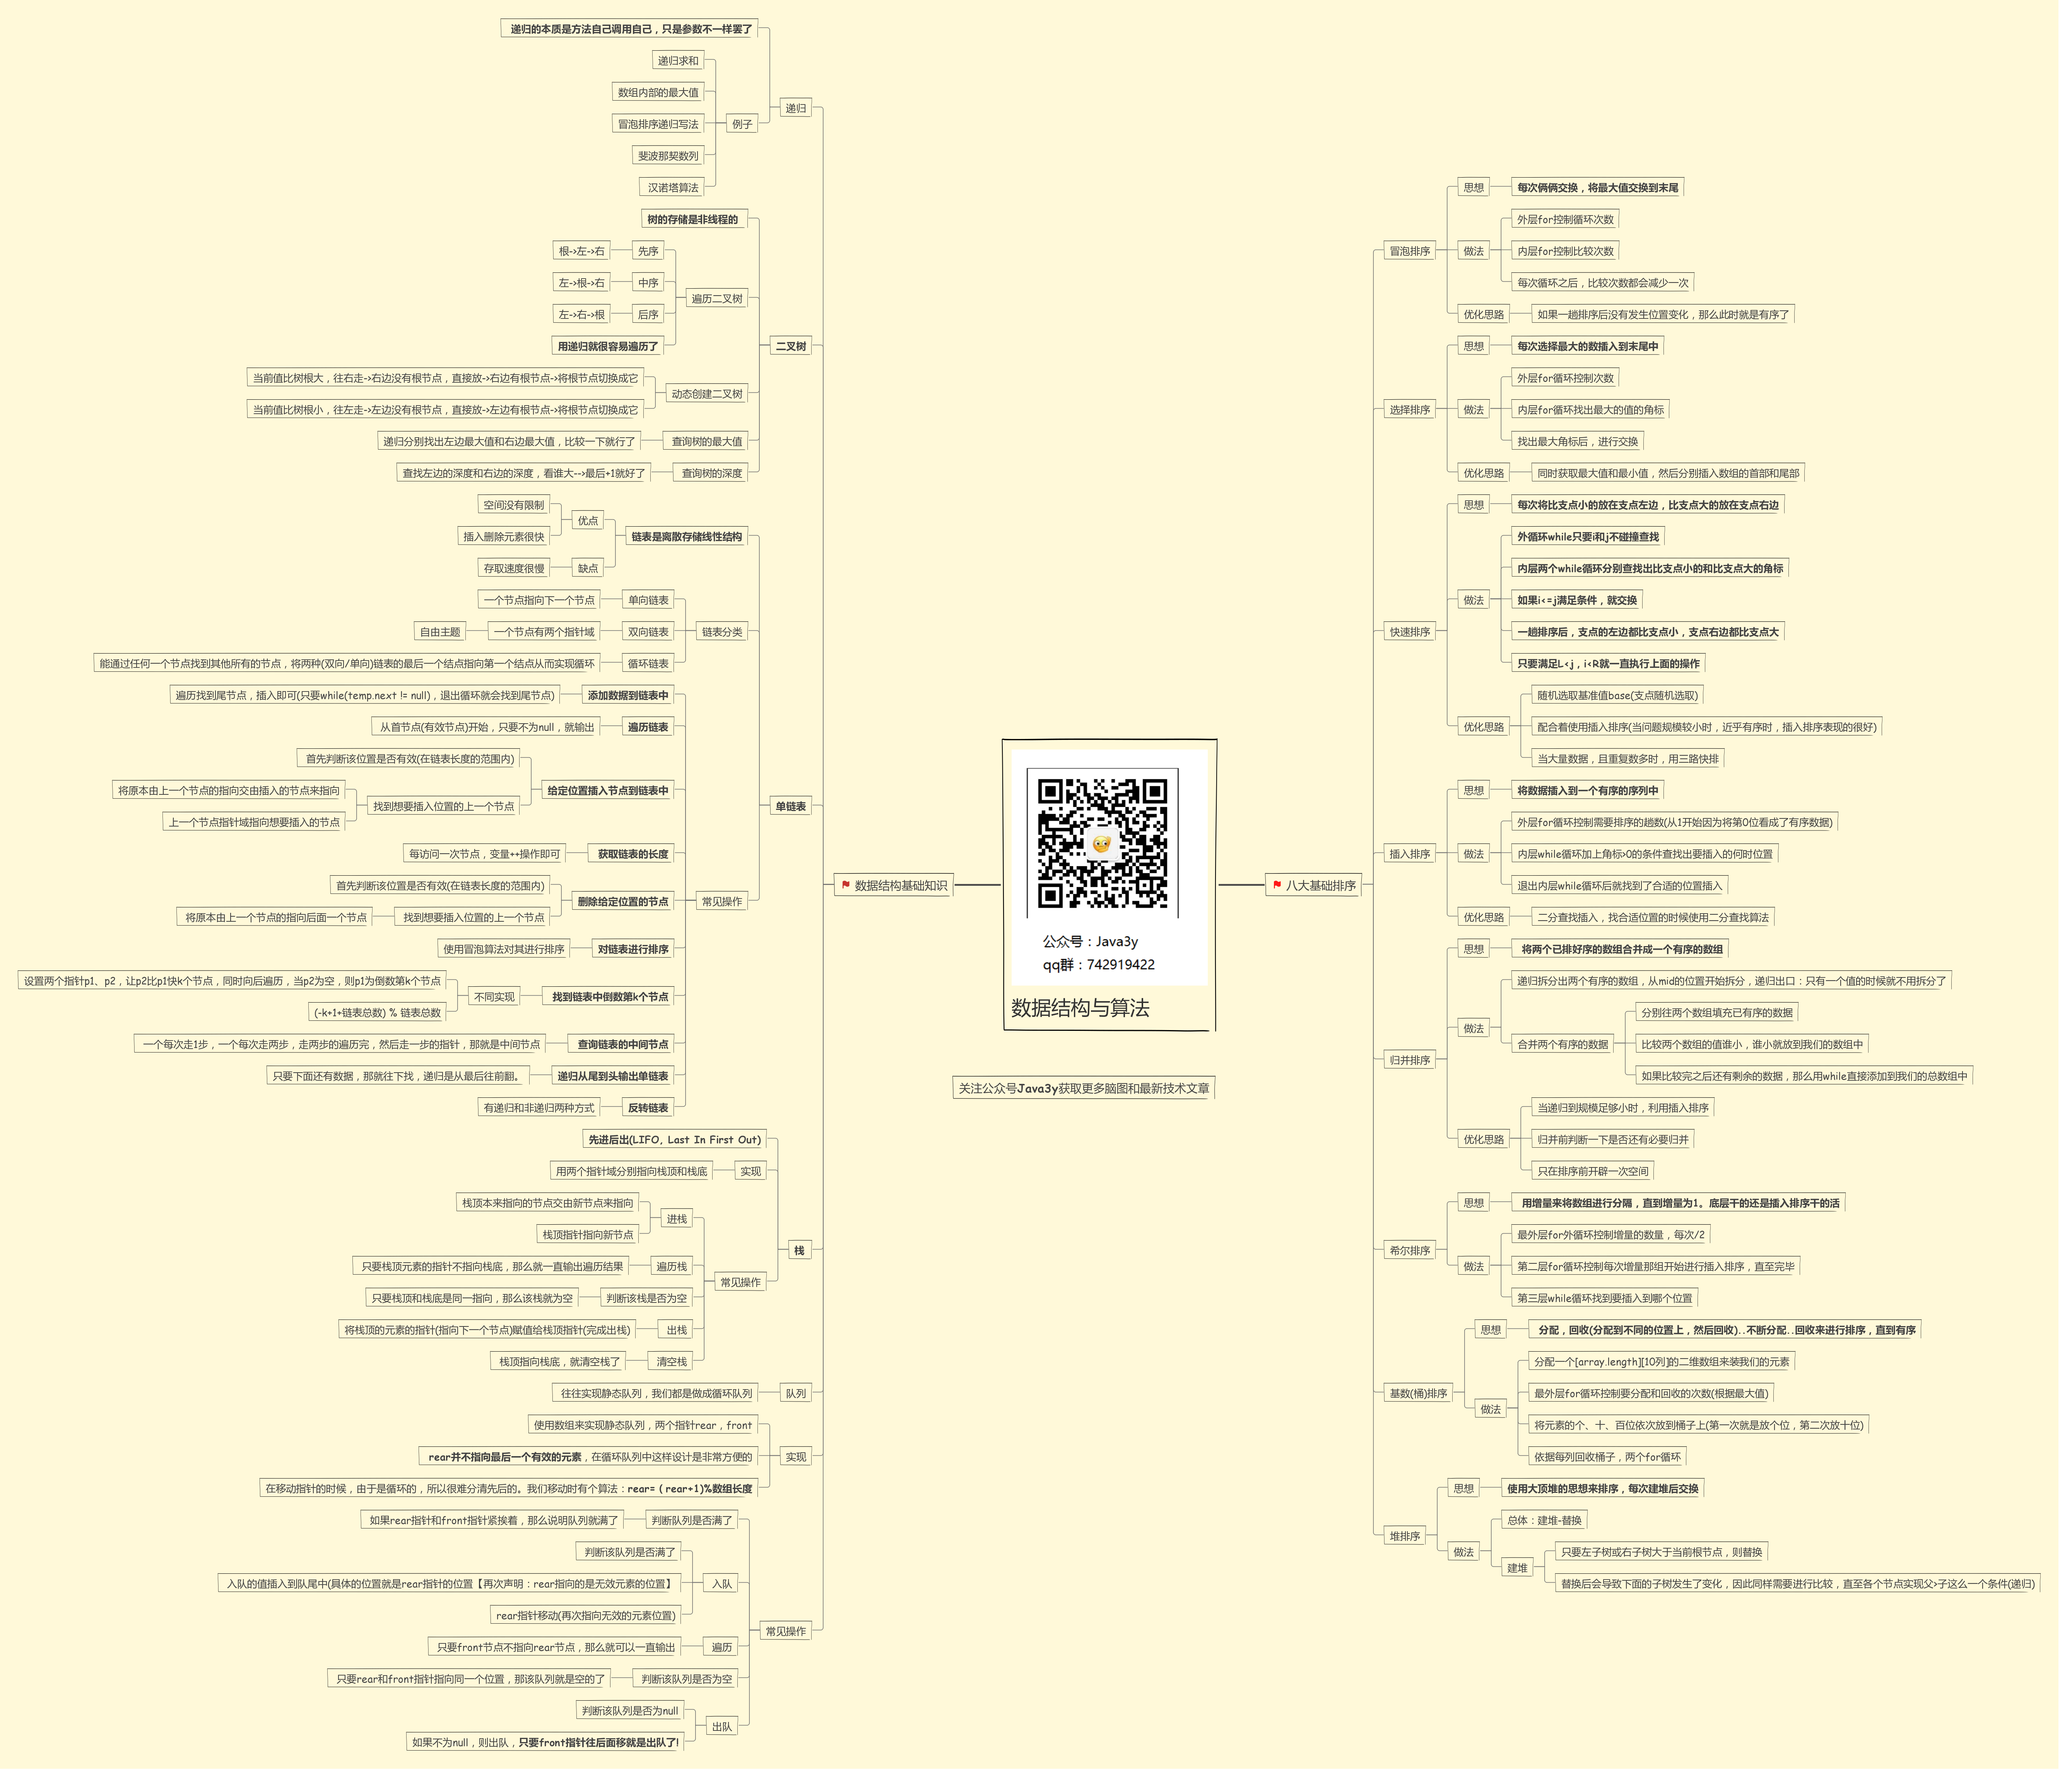 数据结构与算法
公众号：Java3y
qq群：742919422
关注公众号Java3y获取更多脑图和最新技术文章
数据结构基础知识
递归
递归的本质是方法自己调用自己，只是参数不一样罢了
例子
递归求和
数组内部的最大值
冒泡排序递归写法
斐波那契数列
汉诺塔算法
二叉树
树的存储是非线程的
遍历二叉树
先序
根->左->右
中序
左->根->右
后序
左->右->根
用递归就很容易遍历了
动态创建二叉树
当前值比树根大，往右走->右边没有根节点，直接放->右边有根节点->将根节点切换成它
当前值比树根小，往左走->左边没有根节点，直接放->左边有根节点->将根节点切换成它
查询树的最大值
递归分别找出左边最大值和右边最大值，比较一下就行了
查询树的深度
查找左边的深度和右边的深度，看谁大-->最后+1就好了
单链表
链表是离散存储线性结构
优点
空间没有限制
插入删除元素很快
缺点
存取速度很慢
链表分类
单向链表
一个节点指向下一个节点
双向链表
一个节点有两个指针域
自由主题
循环链表
能通过任何一个节点找到其他所有的节点，将两种(双向/单向)链表的最后一个结点指向第一个结点从而实现循环
常见操作
添加数据到链表中
遍历找到尾节点，插入即可(只要while(temp.next != null)，退出循环就会找到尾节点)
遍历链表
从首节点(有效节点)开始，只要不为null，就输出
给定位置插入节点到链表中
首先判断该位置是否有效(在链表长度的范围内)
找到想要插入位置的上一个节点
将原本由上一个节点的指向交由插入的节点来指向
上一个节点指针域指向想要插入的节点
获取链表的长度
每访问一次节点，变量++操作即可
删除给定位置的节点
首先判断该位置是否有效(在链表长度的范围内)
找到想要插入位置的上一个节点
将原本由上一个节点的指向后面一个节点
对链表进行排序
使用冒泡算法对其进行排序
找到链表中倒数第k个节点
不同实现
设置两个指针p1、p2，让p2比p1快k个节点，同时向后遍历，当p2为空，则p1为倒数第k个节点
(-k+1+链表总数) % 链表总数
查询链表的中间节点
一个每次走1步，一个每次走两步，走两步的遍历完，然后走一步的指针，那就是中间节点
递归从尾到头输出单链表
只要下面还有数据，那就往下找，递归是从最后往前翻。
反转链表
有递归和非递归两种方式
栈
先进后出(LIFO, Last In First Out)
实现
用两个指针域分别指向栈顶和栈底
常见操作
进栈
栈顶本来指向的节点交由新节点来指向
栈顶指针指向新节点
遍历栈
只要栈顶元素的指针不指向栈底，那么就一直输出遍历结果
判断该栈是否为空
只要栈顶和栈底是同一指向，那么该栈就为空
出栈
将栈顶的元素的指针(指向下一个节点)赋值给栈顶指针(完成出栈)
清空栈
栈顶指向栈底，就清空栈了
队列
往往实现静态队列，我们都是做成循环队列
实现
使用数组来实现静态队列，两个指针rear，front
rear并不指向最后一个有效的元素，在循环队列中这样设计是非常方便的
在移动指针的时候，由于是循环的，所以很难分清先后的。我们移动时有个算法：rear=（rear+1)%数组长度
常见操作
判断队列是否满了
如果rear指针和front指针紧挨着，那么说明队列就满了
入队
判断该队列是否满了
入队的值插入到队尾中(具体的位置就是rear指针的位置【再次声明：rear指向的是无效元素的位置】
rear指针移动(再次指向无效的元素位置)
遍历
只要front节点不指向rear节点，那么就可以一直输出
判断该队列是否为空
只要rear和front指针指向同一个位置，那该队列就是空的了
出队
判断该队列是否为null
如果不为null，则出队，只要front指针往后面移就是出队了!
八大基础排序
冒泡排序
思想
每次俩俩交换，将最大值交换到末尾
做法
外层for控制循环次数
内层for控制比较次数
每次循环之后，比较次数都会减少一次
优化思路
如果一趟排序后没有发生位置变化，那么此时就是有序了
选择排序
思想
每次选择最大的数插入到末尾中
做法
外层for循环控制次数
内层for循环找出最大的值的角标
找出最大角标后，进行交换
优化思路
同时获取最大值和最小值，然后分别插入数组的首部和尾部
快速排序
思想
每次将比支点小的放在支点左边，比支点大的放在支点右边
做法
外循环while只要i和j不碰撞查找
内层两个while循环分别查找出比支点小的和比支点大的角标
如果i<=j满足条件，就交换
一趟排序后，支点的左边都比支点小，支点右边都比支点大
只要满足L<j，i<R就一直执行上面的操作
优化思路
随机选取基准值base(支点随机选取)
配合着使用插入排序(当问题规模较小时，近乎有序时，插入排序表现的很好)
当大量数据，且重复数多时，用三路快排
插入排序
思想
将数据插入到一个有序的序列中
做法
外层for循环控制需要排序的趟数(从1开始因为将第0位看成了有序数据)
内层while循环加上角标>0的条件查找出要插入的何时位置
退出内层while循环后就找到了合适的位置插入
优化思路
二分查找插入，找合适位置的时候使用二分查找算法
归并排序
思想
将两个已排好序的数组合并成一个有序的数组
做法
递归拆分出两个有序的数组，从mid的位置开始拆分，递归出口：只有一个值的时候就不用拆分了
合并两个有序的数据
分别往两个数组填充已有序的数据
比较两个数组的值谁小，谁小就放到我们的数组中
如果比较完之后还有剩余的数据，那么用while直接添加到我们的总数组中
优化思路
当递归到规模足够小时，利用插入排序
归并前判断一下是否还有必要归并
只在排序前开辟一次空间
希尔排序
思想
用增量来将数组进行分隔，直到增量为1。底层干的还是插入排序干的活
做法
最外层for外循环控制增量的数量，每次/2
第二层for循环控制每次增量那组开始进行插入排序，直至完毕
第三层while循环找到要插入到哪个位置
基数(桶)排序
思想
分配，回收(分配到不同的位置上，然后回收)..不断分配..回收来进行排序，直到有序
做法
分配一个[array.length][10列]的二维数组来装我们的元素
最外层for循环控制要分配和回收的次数(根据最大值)
将元素的个、十、百位依次放到桶子上(第一次就是放个位，第二次放十位)
依据每列回收桶子，两个for循环
堆排序
思想
使用大顶堆的思想来排序，每次建堆后交换
做法
总体：建堆-替换
建堆
只要左子树或右子树大于当前根节点，则替换
替换后会导致下面的子树发生了变化，因此同样需要进行比较，直至各个节点实现父>子这么一个条件(递归)